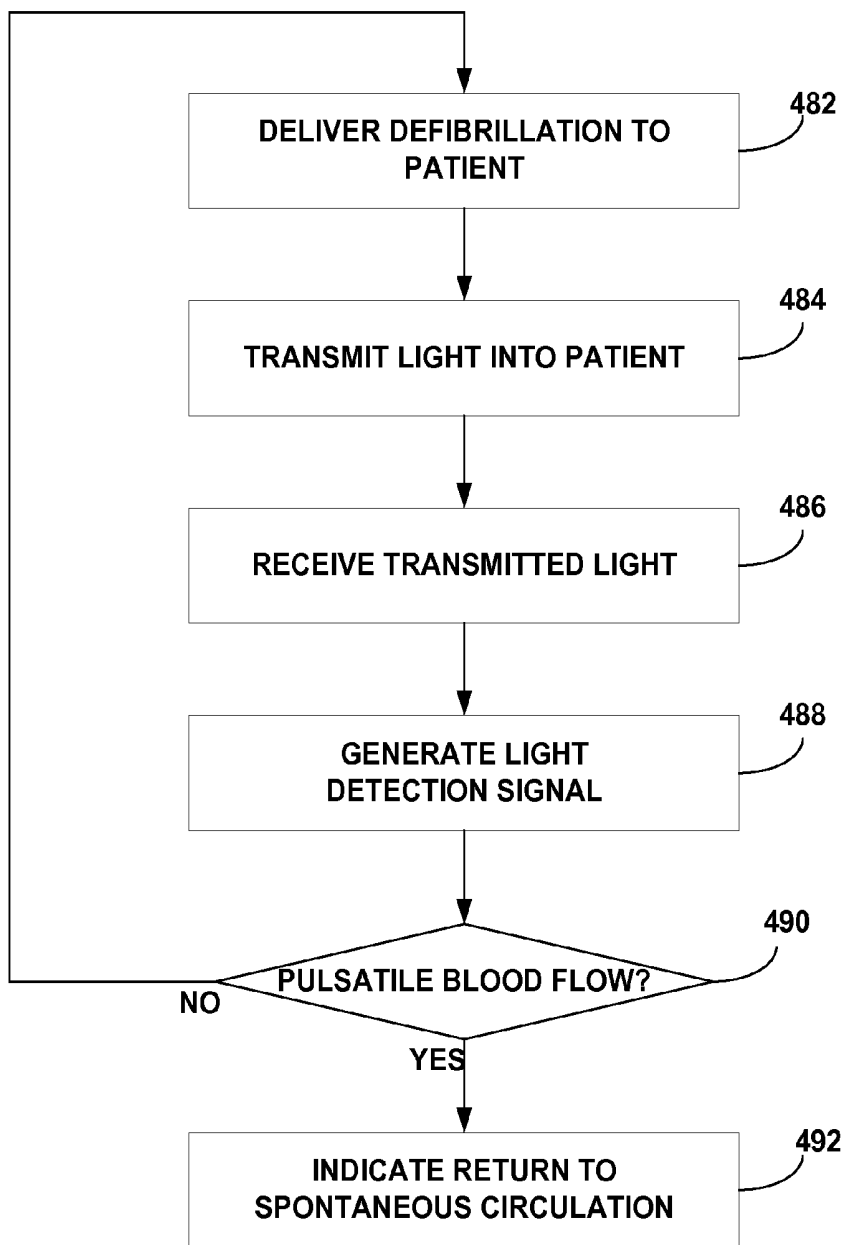 482
DELIVER DEFIBRILLATION TO
PATIENT
484
TRANSMIT LIGHT INTO PATIENT
486
RECEIVE TRANSMITTED LIGHT
488
GENERATE LIGHT
DETECTION SIGNAL
490
PULSATILE BLOOD FLOW?
NO
YES
492
INDICATE RETURN TO
SPONTANEOUS CIRCULATION